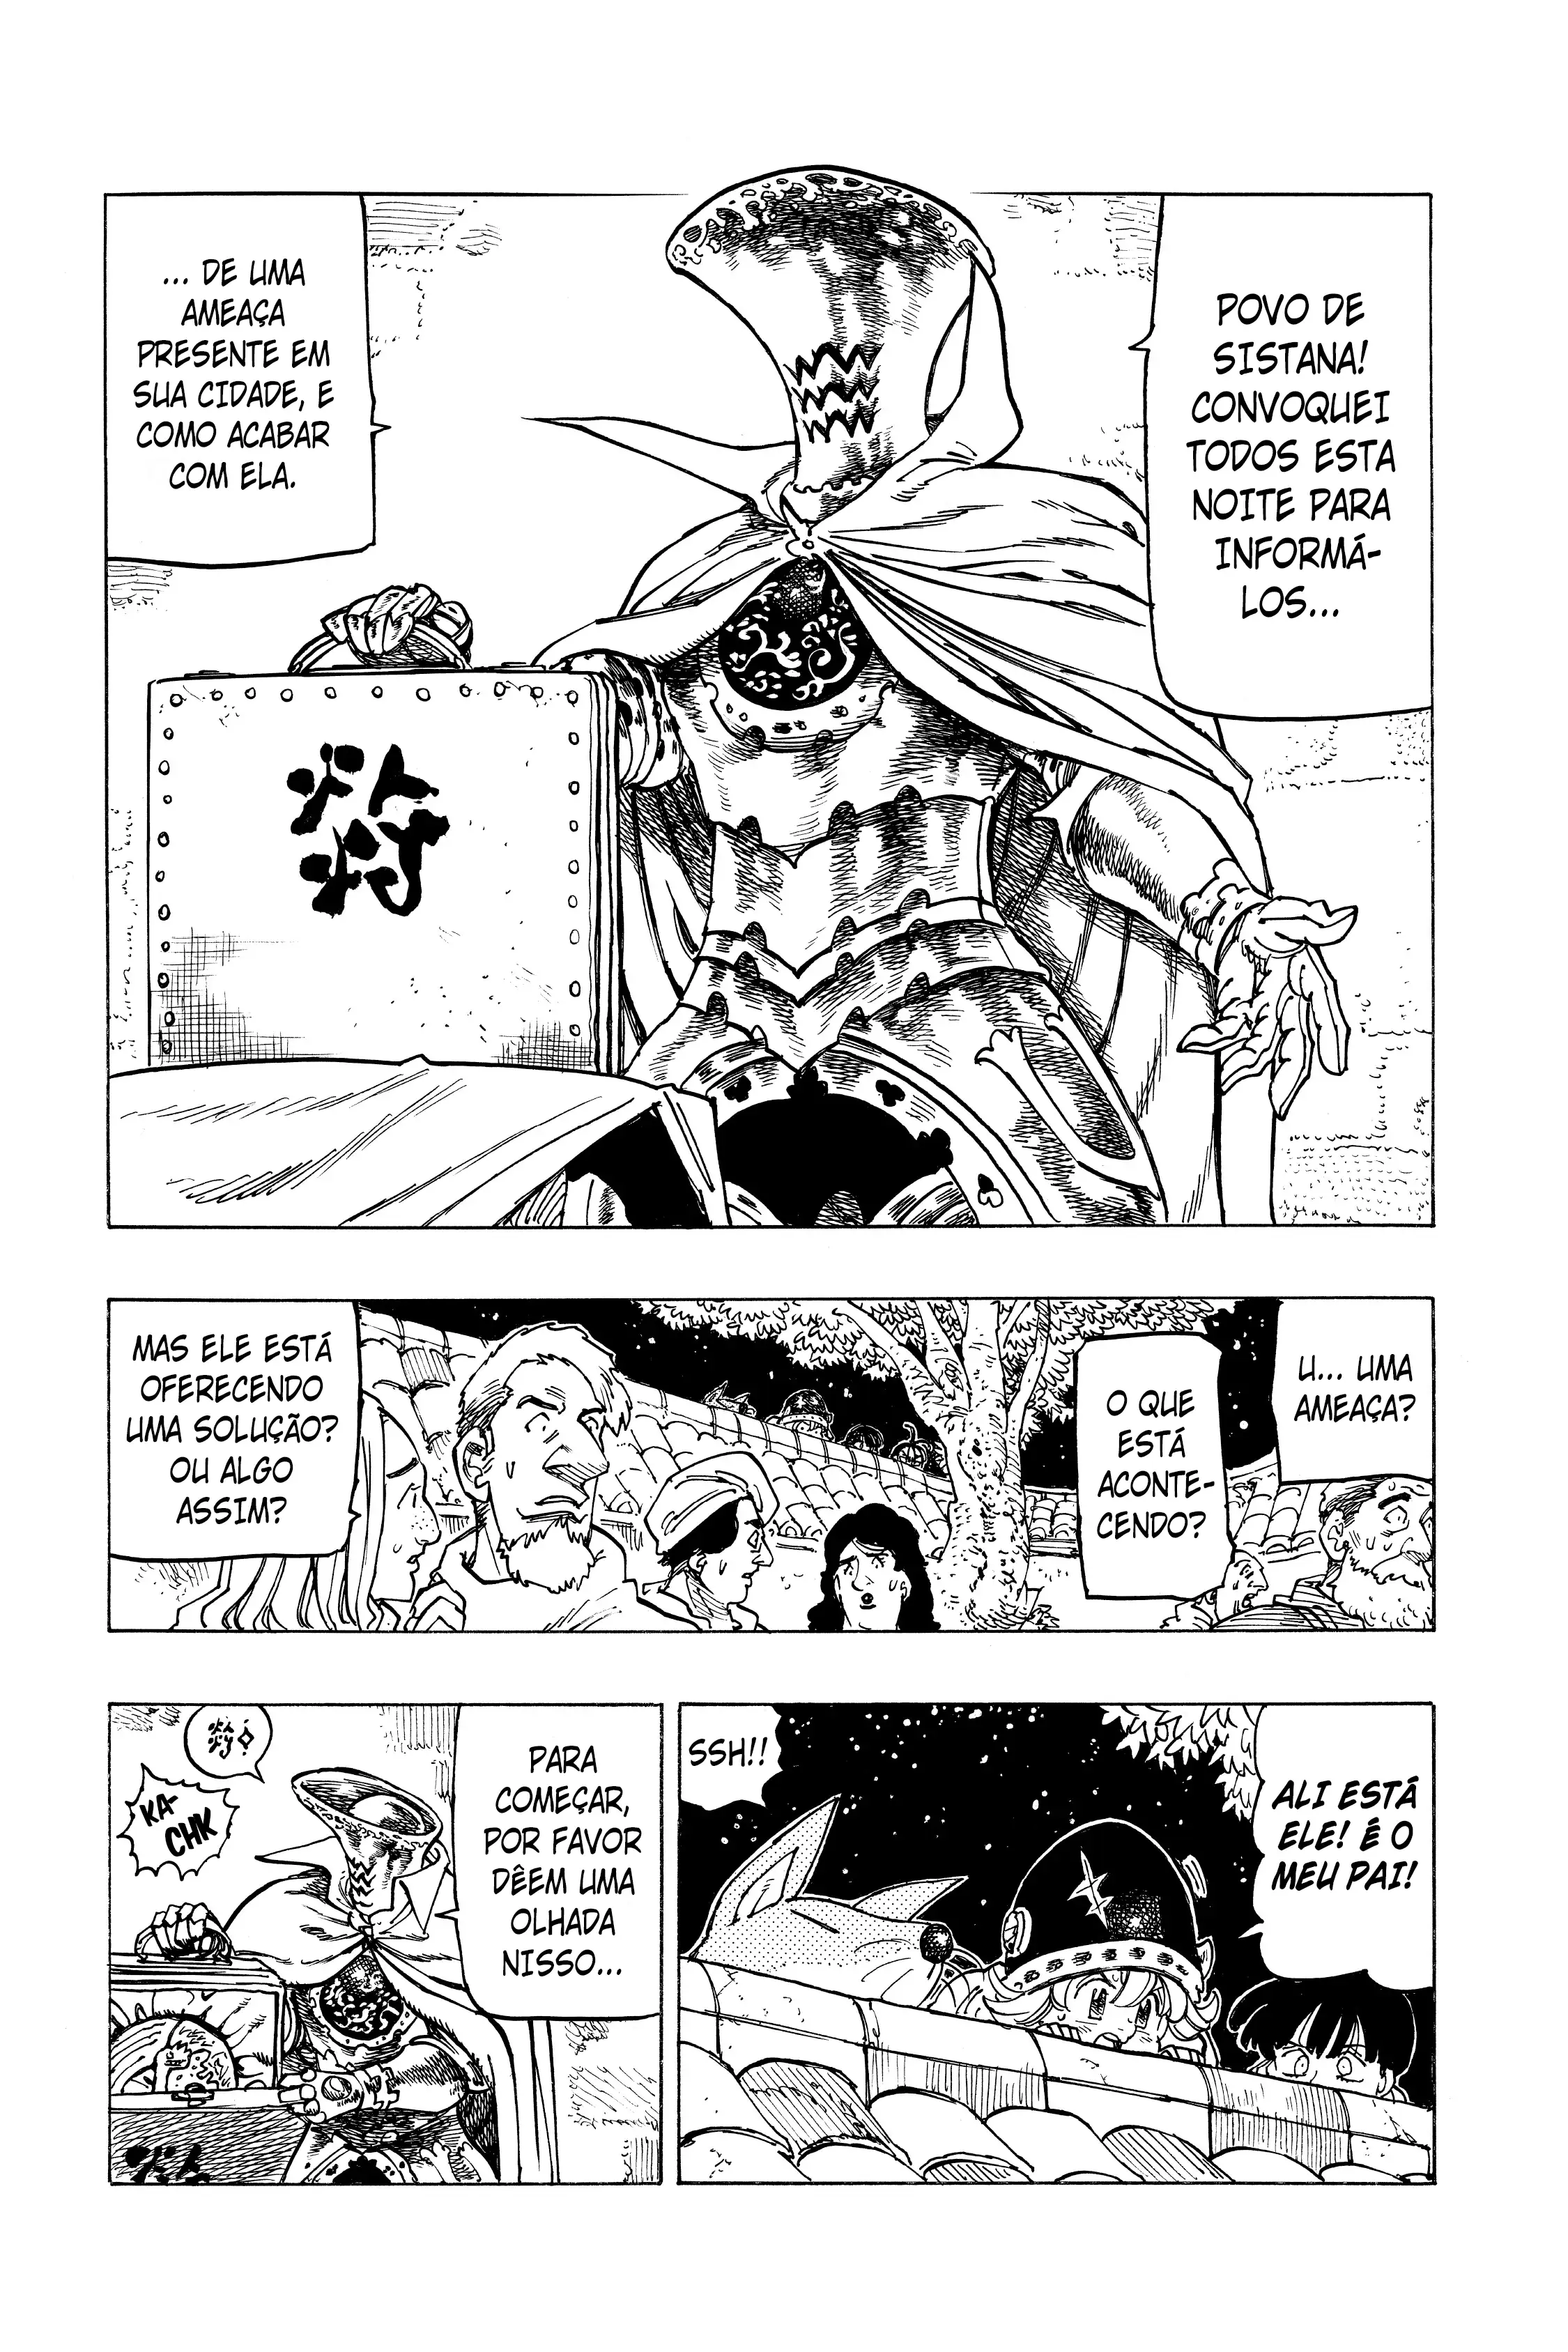 POVO DE
SISTANA!
CONVOQUEI
TODOS ESTA
NOITE PARA
INFORMÁ-
LOS...
... DE UMA
AMEAÇA
PRESENTE EM
SUA CIDADE, E
COMO ACABAR
COM ELA.
U... UMA
AMEAÇA?
O QUE
ESTÁ
ACONTE-
CENDO?
MAS ELE ESTÁ
OFERECENDO
UMA SOLUÇÃO?
OU ALGO
ASSIM?
ALI ESTÁ
ELE! É O
MEU PAI!
SSH!!
PARA
COMEÇAR,
POR FAVOR
DÊEM UMA
OLHADA
NISSO...
KA-
CHK